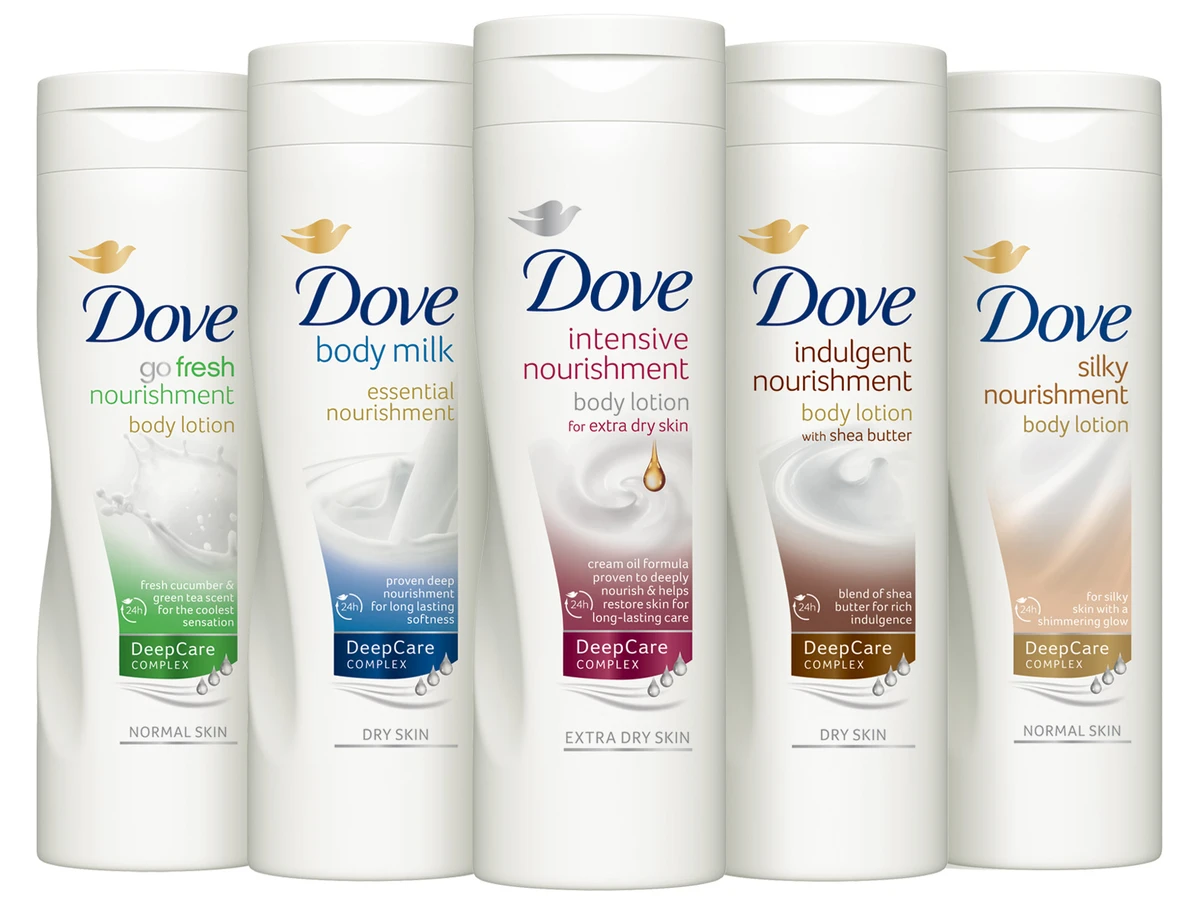 Dove
go fresh
nourishment
body lotion
fresh cucumber &
green tea scent
for the coolest
sensation
24h
DeepCare
COMPLEX
NORMAL SKIN
Dove
body milk
essential
nourishment
proven deep
nourishment
for long lasting
softness
24h
DeepCare
COMPLEX
DRY SKIN
Dove
intensive
nourishment
body lotion
for extra dry skin
cream oil formula
proven to deeply
nourish & helps
restore skin for
long-lasting care
24h
DeepCare
COMPLEX
EXTRA DRY SKIN
Dove
indulgent
nourishment
body lotion
with shea butter
blend of shea
butter for rich
indulgence
24h
DeepCare
COMPLEX
DRY SKIN
Dove
silky
nourishment
body lotion
for silky
skin with a
shimmering glow
24h
DeepCare
COMPLEX
NORMAL SKIN